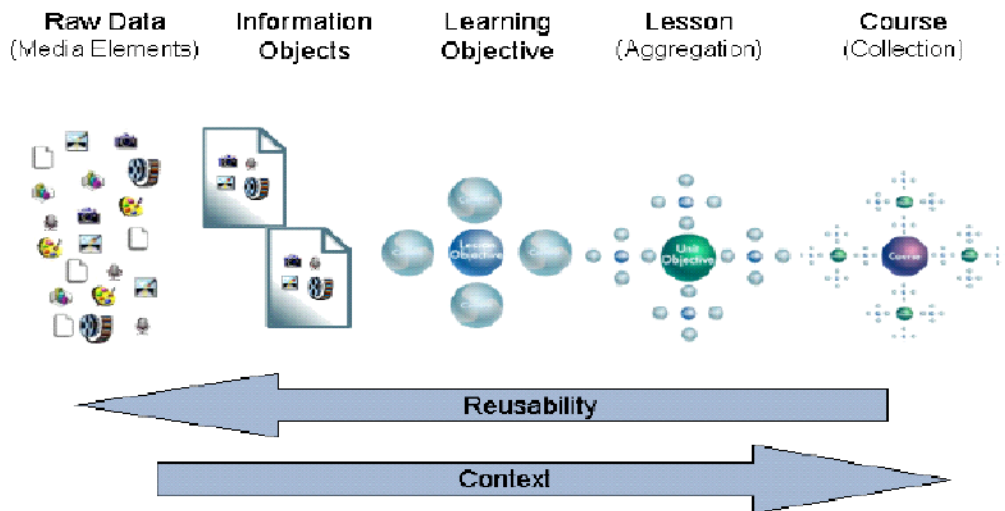 Raw Data
(Media Elements)
Information
Objects
Learning
Objective
Lesson
(Aggregation)
Course
(Collection)
Lesson
Objective
Unit
Objective
Course
Reusability
Context